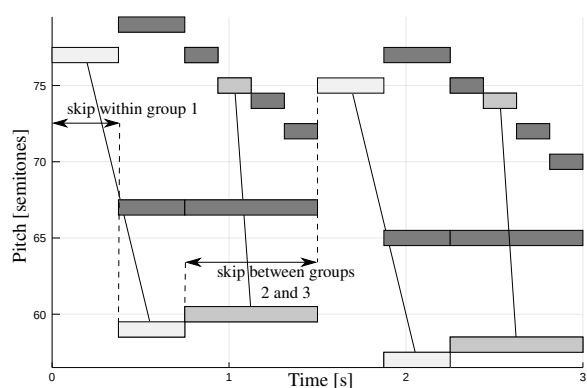 75
skip within group 1
70
Pitch [semitones]
65
skip between groups
2 and 3
60
0
1
2
3
Time [s]